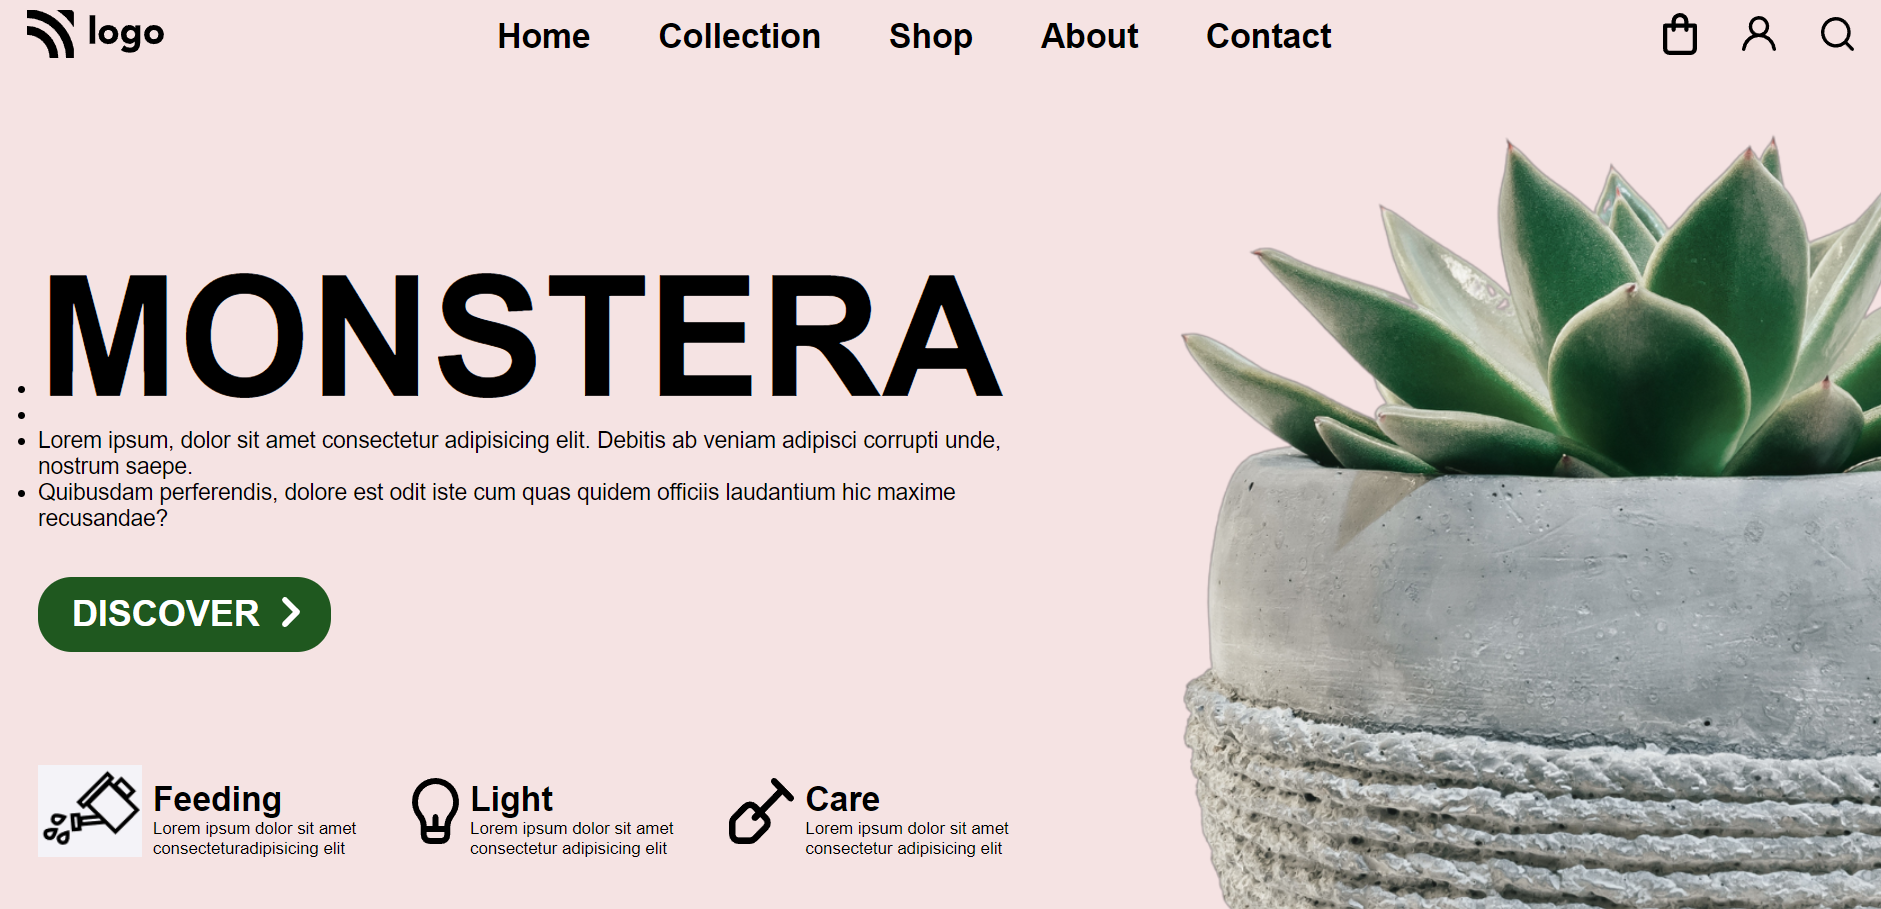 logo
Home Collection Shop About Contact
MONSTERA
Lorem ipsum, dolor sit amet consectetur adipisicing elit. Debitis ab veniam adipisci corrupti unde,
nostrum saepe.
Quibusdam perferendis, dolore est odit iste cum quas quidem officiis laudantium hic maxime
recusandae?
DISCOVER
Feeding
Lorem ipsum dolor sit amet
consecteturadipisicing elit
Light
Lorem ipsum dolor sit amet
consectetur adipisicing elit
Care
Lorem ipsum dolor sit amet
consectetur adipisicing elit